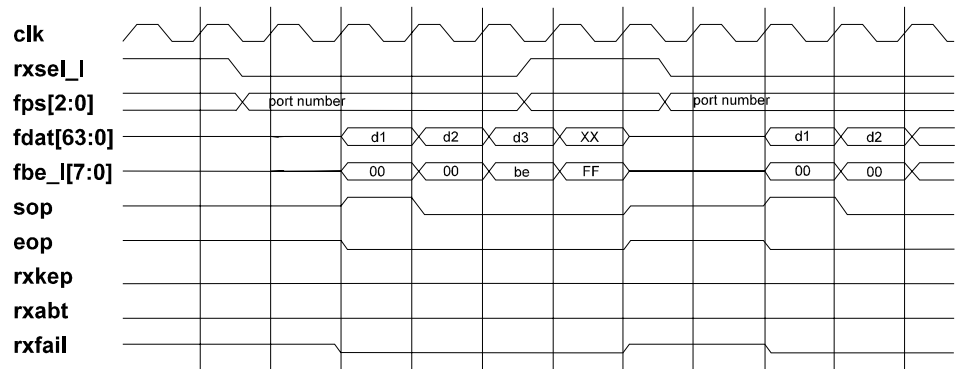 clk
rxsel_l
fps[2:0] port number port number
fdat[63:0] d1 d2 d3 XX d1 d2
fbe_l[7:0] 00 00 be FF 00 00
sop
eop
rxkep
rxabt
rxfail